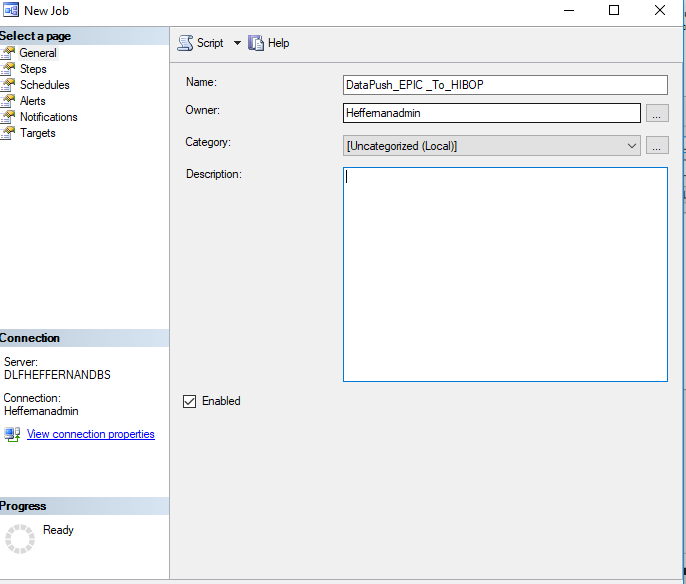 New Job
Select a page
General
Steps
Schedules
Alerts
Notifications
Targets
Script
Help
Name:
DataPush_EPIC _To_HIBOP
Owner:
Heffernanadmin
...
Category:
[Uncategorized (Local)]
...
Description:
Enabled
Connection
Server:
DLFHEFFERNANDBS
Connection:
Heffernanadmin
View connection properties
Progress
Ready